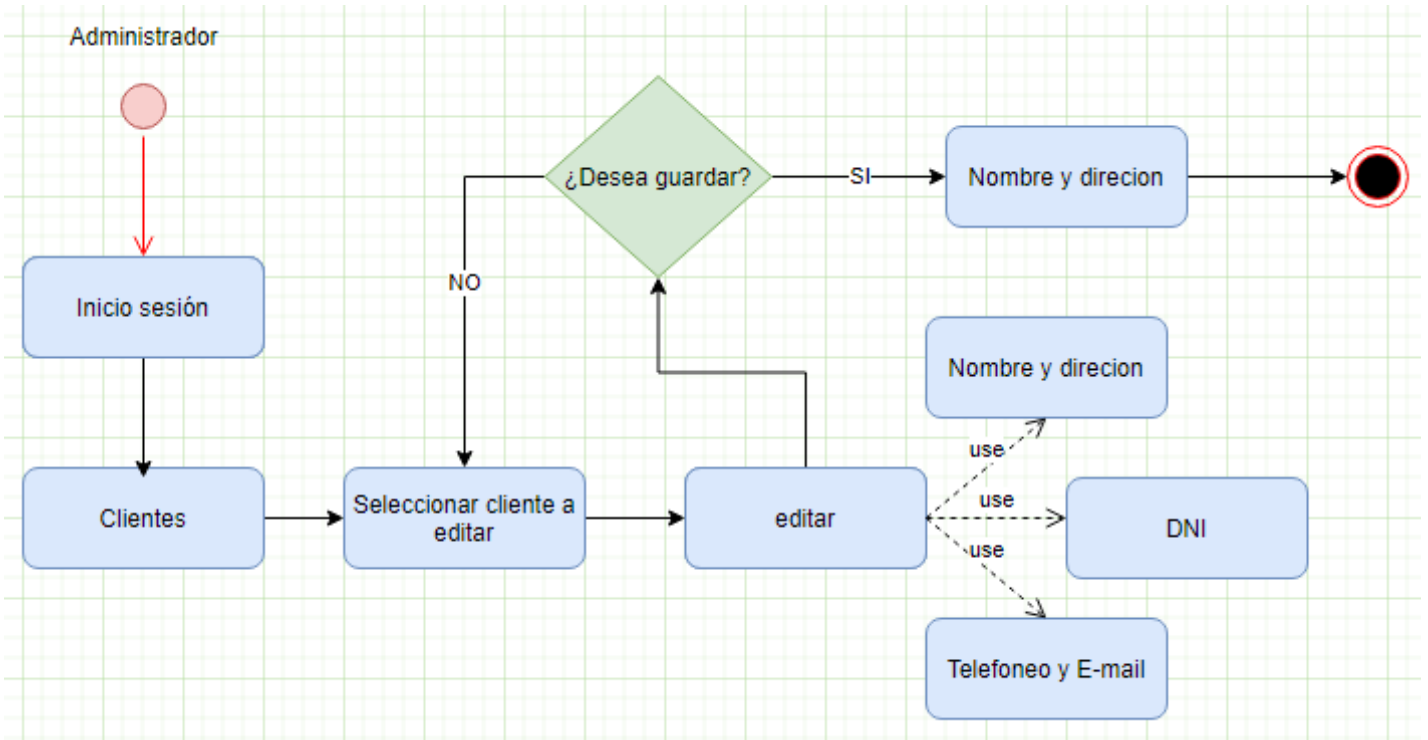 Administrador
¿Desea guardar?
SI
Nombre y direcion
NO
Inicio sesión
Nombre y direcion
use
Clientes
Seleccionar cliente a
editar
editar
use
DNI
use
Telefoneo y E-mail